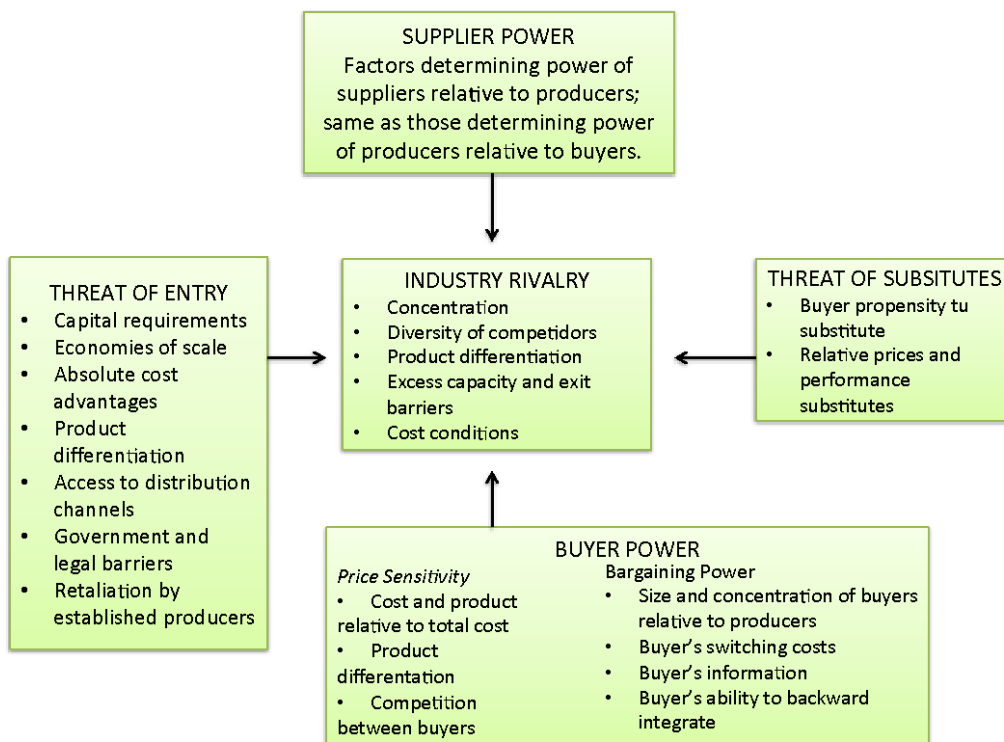 SUPPLIER POWER
Factors determining power of
suppliers relative to producers;
same as those determining power
of producers relative to buyers.
THREAT OF ENTRY
• Capital requirements
• Economies of scale
• Absolute cost
advantages
• Product
differentiation
• Access to distribution
channels
• Government and
legal barriers
• Retaliation by
established producers
INDUSTRY RIVALRY
• Concentration
• Diversity of competidors
• Product differentiation
• Excess capacity and exit
barriers
• Cost conditions
THREAT OF SUBSITUTES
• Buyer propensity tu
substitute
• Relative prices and
performance
substitutes
BUYER POWER
Price Sensitivity
• Cost and product
relative to total cost
• Product
differentation
• Competition
between buyers
Bargaining Power
• Size and concentration of buyers
relative to producers
• Buyer's switching costs
• Buyer's information
• Buyer's ability to backward
integrate